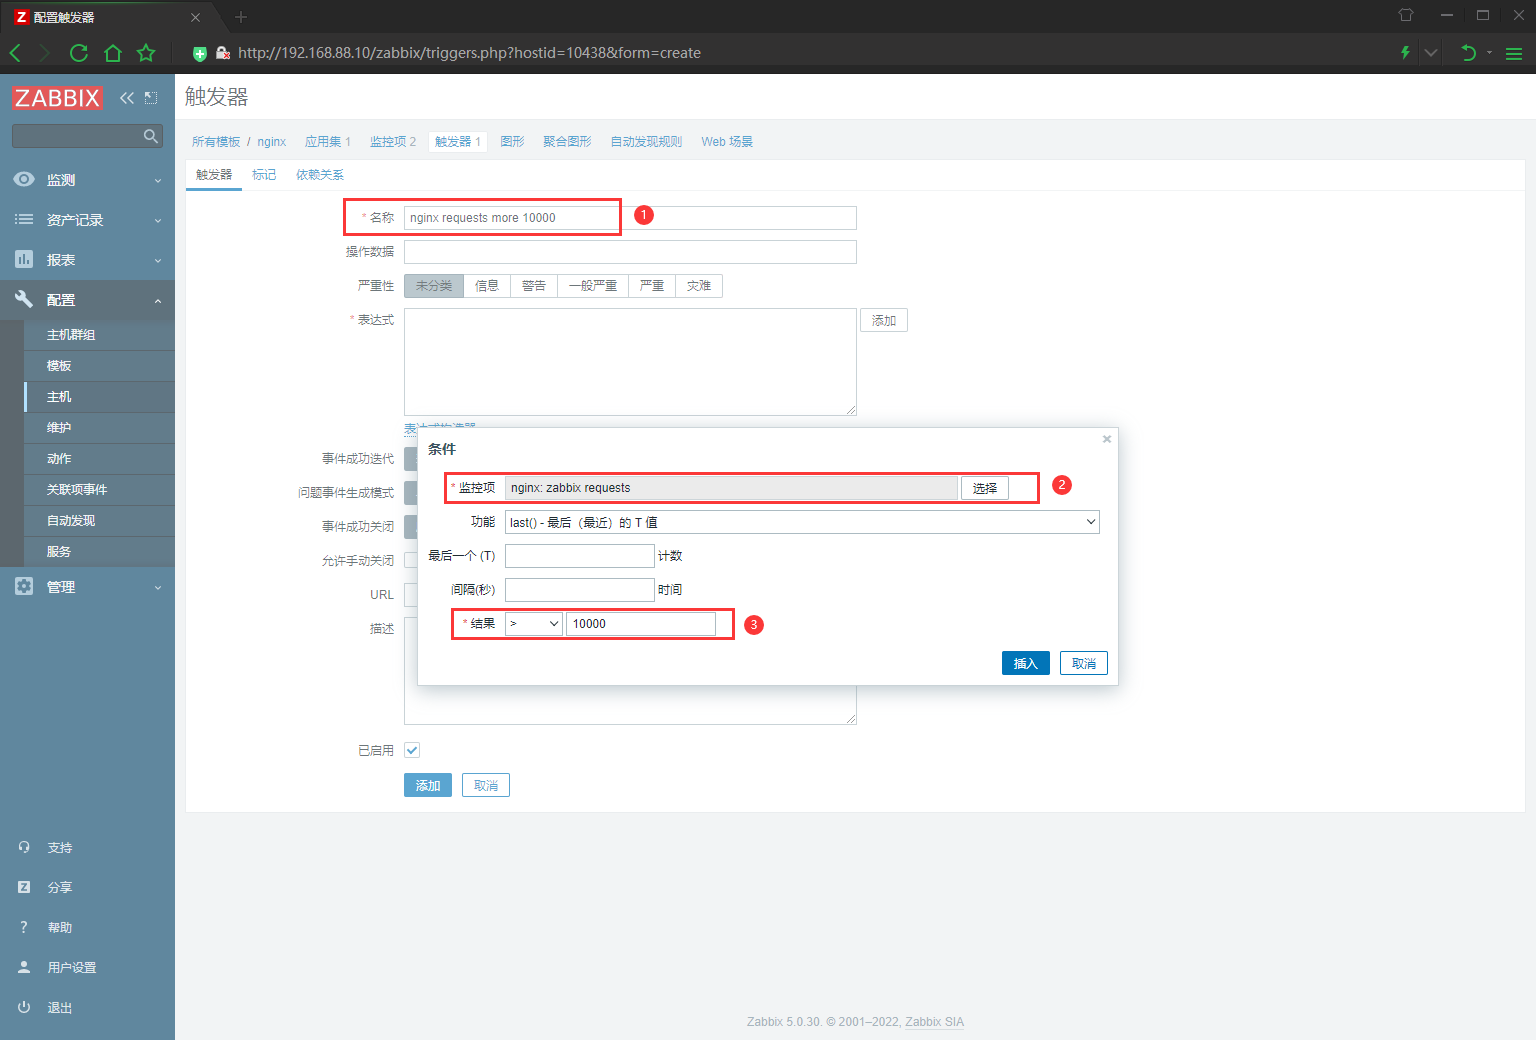 Z 配置触发器
http://192.168.88.10/zabbix/triggers.php?hostid=10438&form=create
ZABBIX
监测
资产记录
报表
配置
主机群组
模板
主机
维护
动作
关联项事件
自动发现
服务
管理
支持
Z 分享
? 帮助
用户设置
退出
触发器
所有模板 / nginx 应用集 1 监控项 2 触发器 1 图形 聚合图形 自动发现规则 Web 场景
触发器 标记 依赖关系
* 名称 nginx requests more 10000 1
操作数据
严重性 未分类 信息 警告 一般严重 严重 灾难
* 表达式 添加
事件成功迭代
问题事件生成模式
事件成功关闭
允许手动关闭
URL
描述
条件
* 监控项 nginx: zabbix requests 选择 2
功能 last() - 最后（最近）的 T 值
最后一个 (T) 计数
间隔(秒) 时间
* 结果 > 10000 3
插入 取消
已启用
添加 取消
Zabbix 5.0.30. © 2001–2022, Zabbix SIA